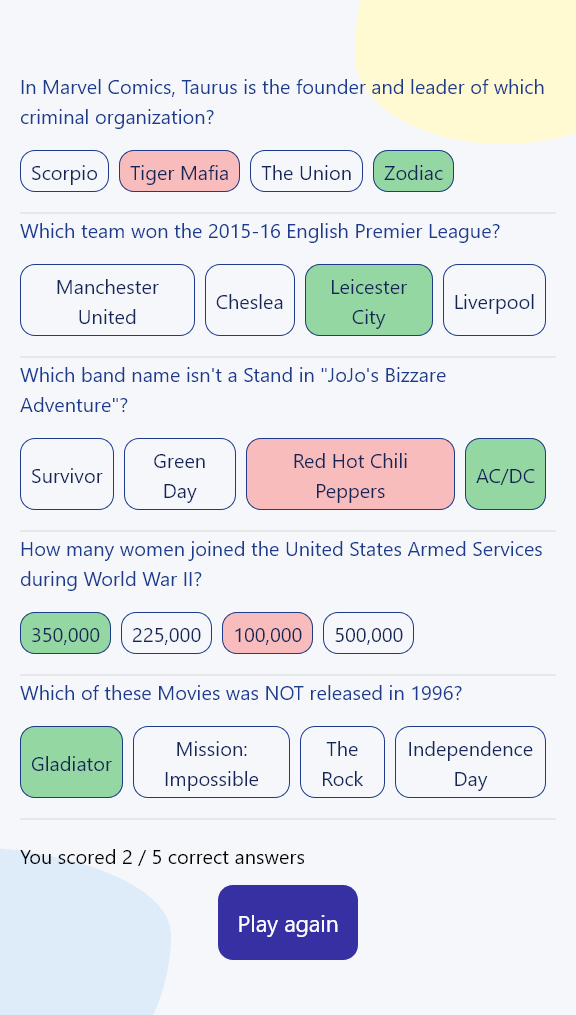 In Marvel Comics, Taurus is the founder and leader of which
criminal organization?
Scorpio Tiger Mafia The Union Zodiac
Which team won the 2015-16 English Premier League?
Manchester
United
Cheslea
Leicester
City
Liverpool
Which band name isn't a Stand in "JoJo's Bizzare
Adventure"?
Survivor
Green
Day
Red Hot Chili
Peppers
AC/DC
How many women joined the United States Armed Services
during World War II?
350,000 225,000 100,000 500,000
Which of these Movies was NOT released in 1996?
Gladiator
Mission:
Impossible
The
Rock
Independence
Day
You scored 2 / 5 correct answers
Play again